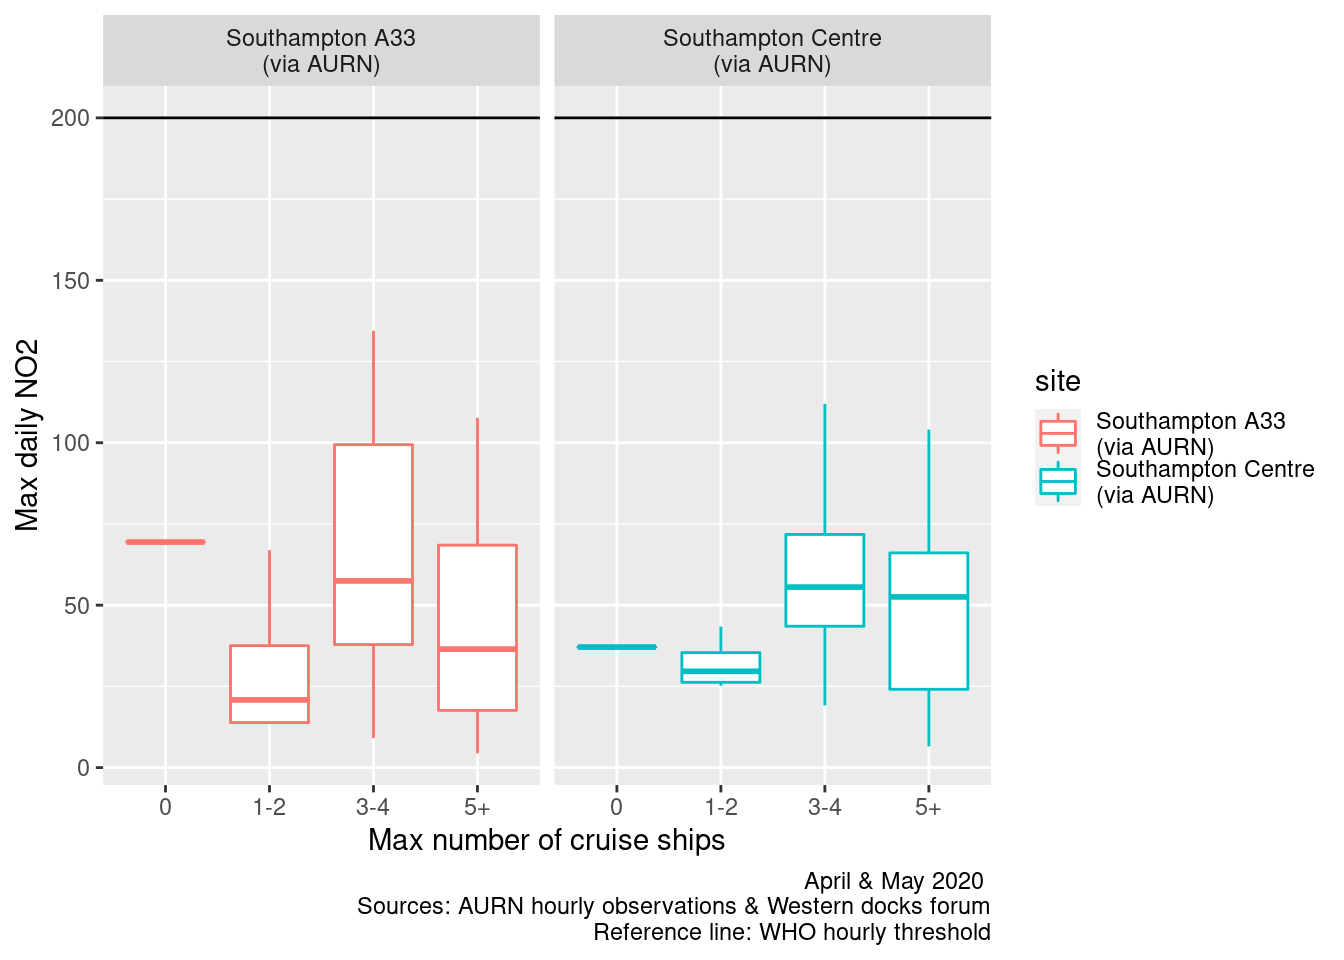 Southampton A33
(via AURN)
Southampton Centre
(via AURN)
200
150
100
50
0
Max daily NO2
0
1-2
3-4
5+
0
1-2
3-4
5+
Max number of cruise ships
site
Southampton A33
(via AURN)
Southampton Centre
(via AURN)
April & May 2020
Sources: AURN hourly observations & Western docks forum
Reference line: WHO hourly threshold